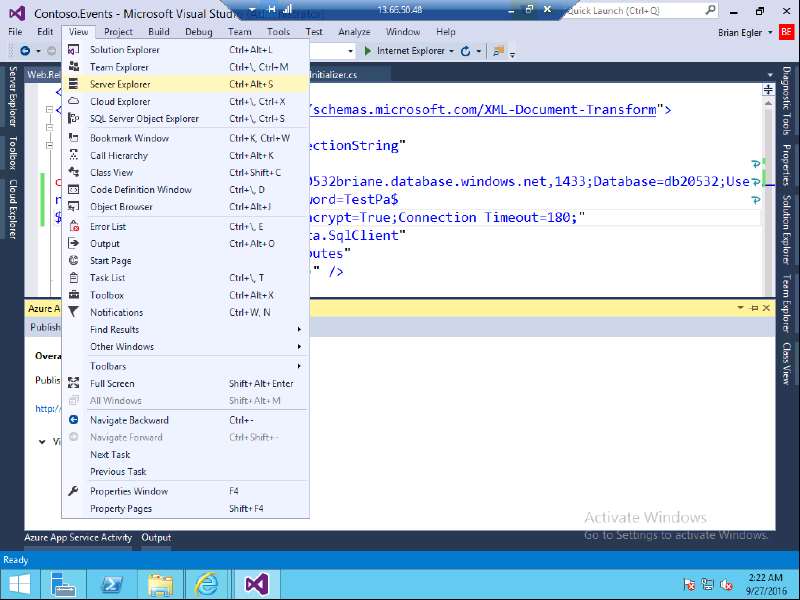 Contoso.Events - Microsoft Visual Stud
13.66.50.48
Quick Launch (Ctrl+Q)
File Edit View Project Build Debug Team Tools Test Analyze Window Help
Brian Egler BE
Internet Explorer
Web.Rel
Initializer.cs
Server Explorer
Toolbox
Cloud Explorer
Solution Explorer Ctrl+Alt+L
Team Explorer Ctrl+\, Ctrl+M
Server Explorer Ctrl+Alt+S
Cloud Explorer Ctrl+\, Ctrl+X
SQL Server Object Explorer Ctrl+\, Ctrl+S
Bookmark Window Ctrl+K, Ctrl+W
Call Hierarchy Ctrl+Alt+K
Class View Ctrl+Shift+C
Code Definition Window Ctrl+\, D
Object Browser Ctrl+Alt+J
Error List Ctrl+\, E
Output Ctrl+Alt+O
Start Page
Task List Ctrl+\, T
Toolbox Ctrl+Alt+X
Notifications Ctrl+W, N
Find Results
Other Windows
Toolbars
Full Screen Shift+Alt+Enter
All Windows Shift+Alt+M
Navigate Backward Ctrl+-
Navigate Forward Ctrl+Shift+-
Next Task
Previous Task
Properties Window F4
Property Pages Shift+F4
/schemas.microsoft.com/XML-Document-Transform">
ectionString"
0532briane.database.windows.net,1433;Database=db20532;Use
word=TestPa$
$
ncrypt=True;Connection Timeout=180;"
ta.SqlClient"
butes"
)" />
Diagnostic Tools
Properties
Solution Explorer
Team Explorer
Class View
Azure A
Publish
Overa
Publis
http:/
Vi
Activate Windows
Go to Settings to activate Windows.
Azure App Service Activity Output
Ready
2:22 AM
9/27/2016